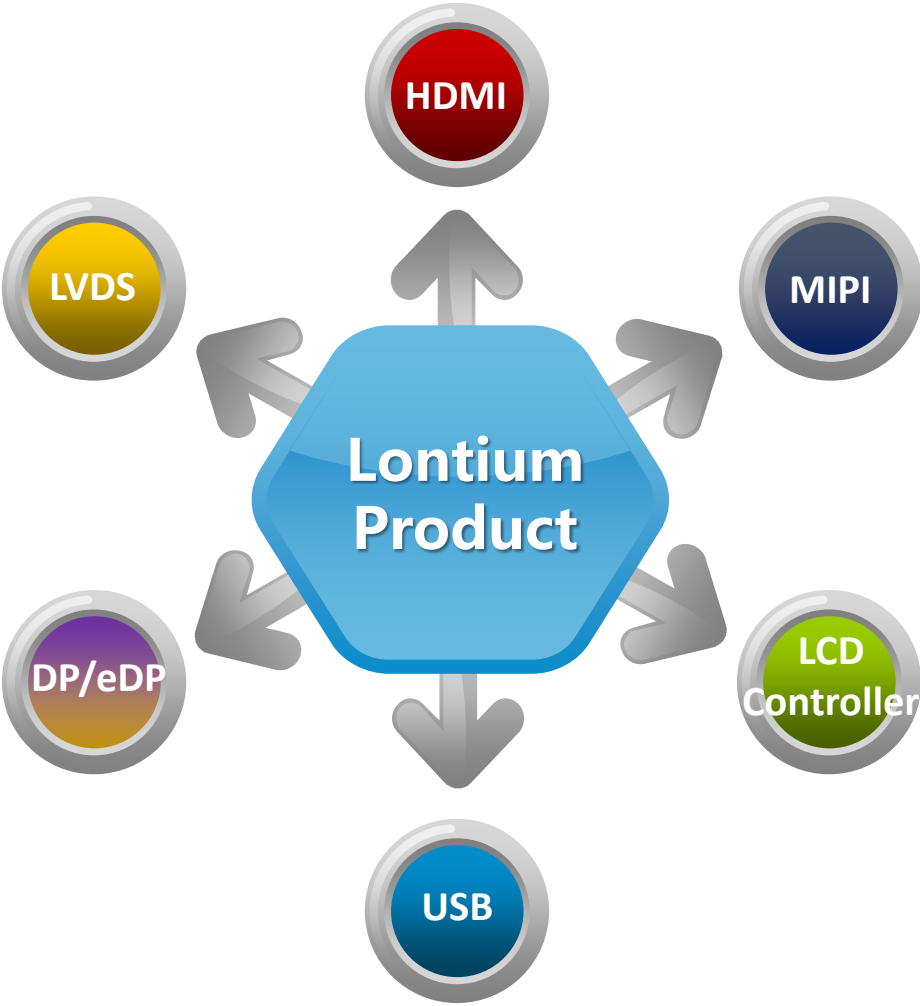 HDMI
LVDS
MIPI
Lontium
Product
DP/eDP
LCD
Controller
USB